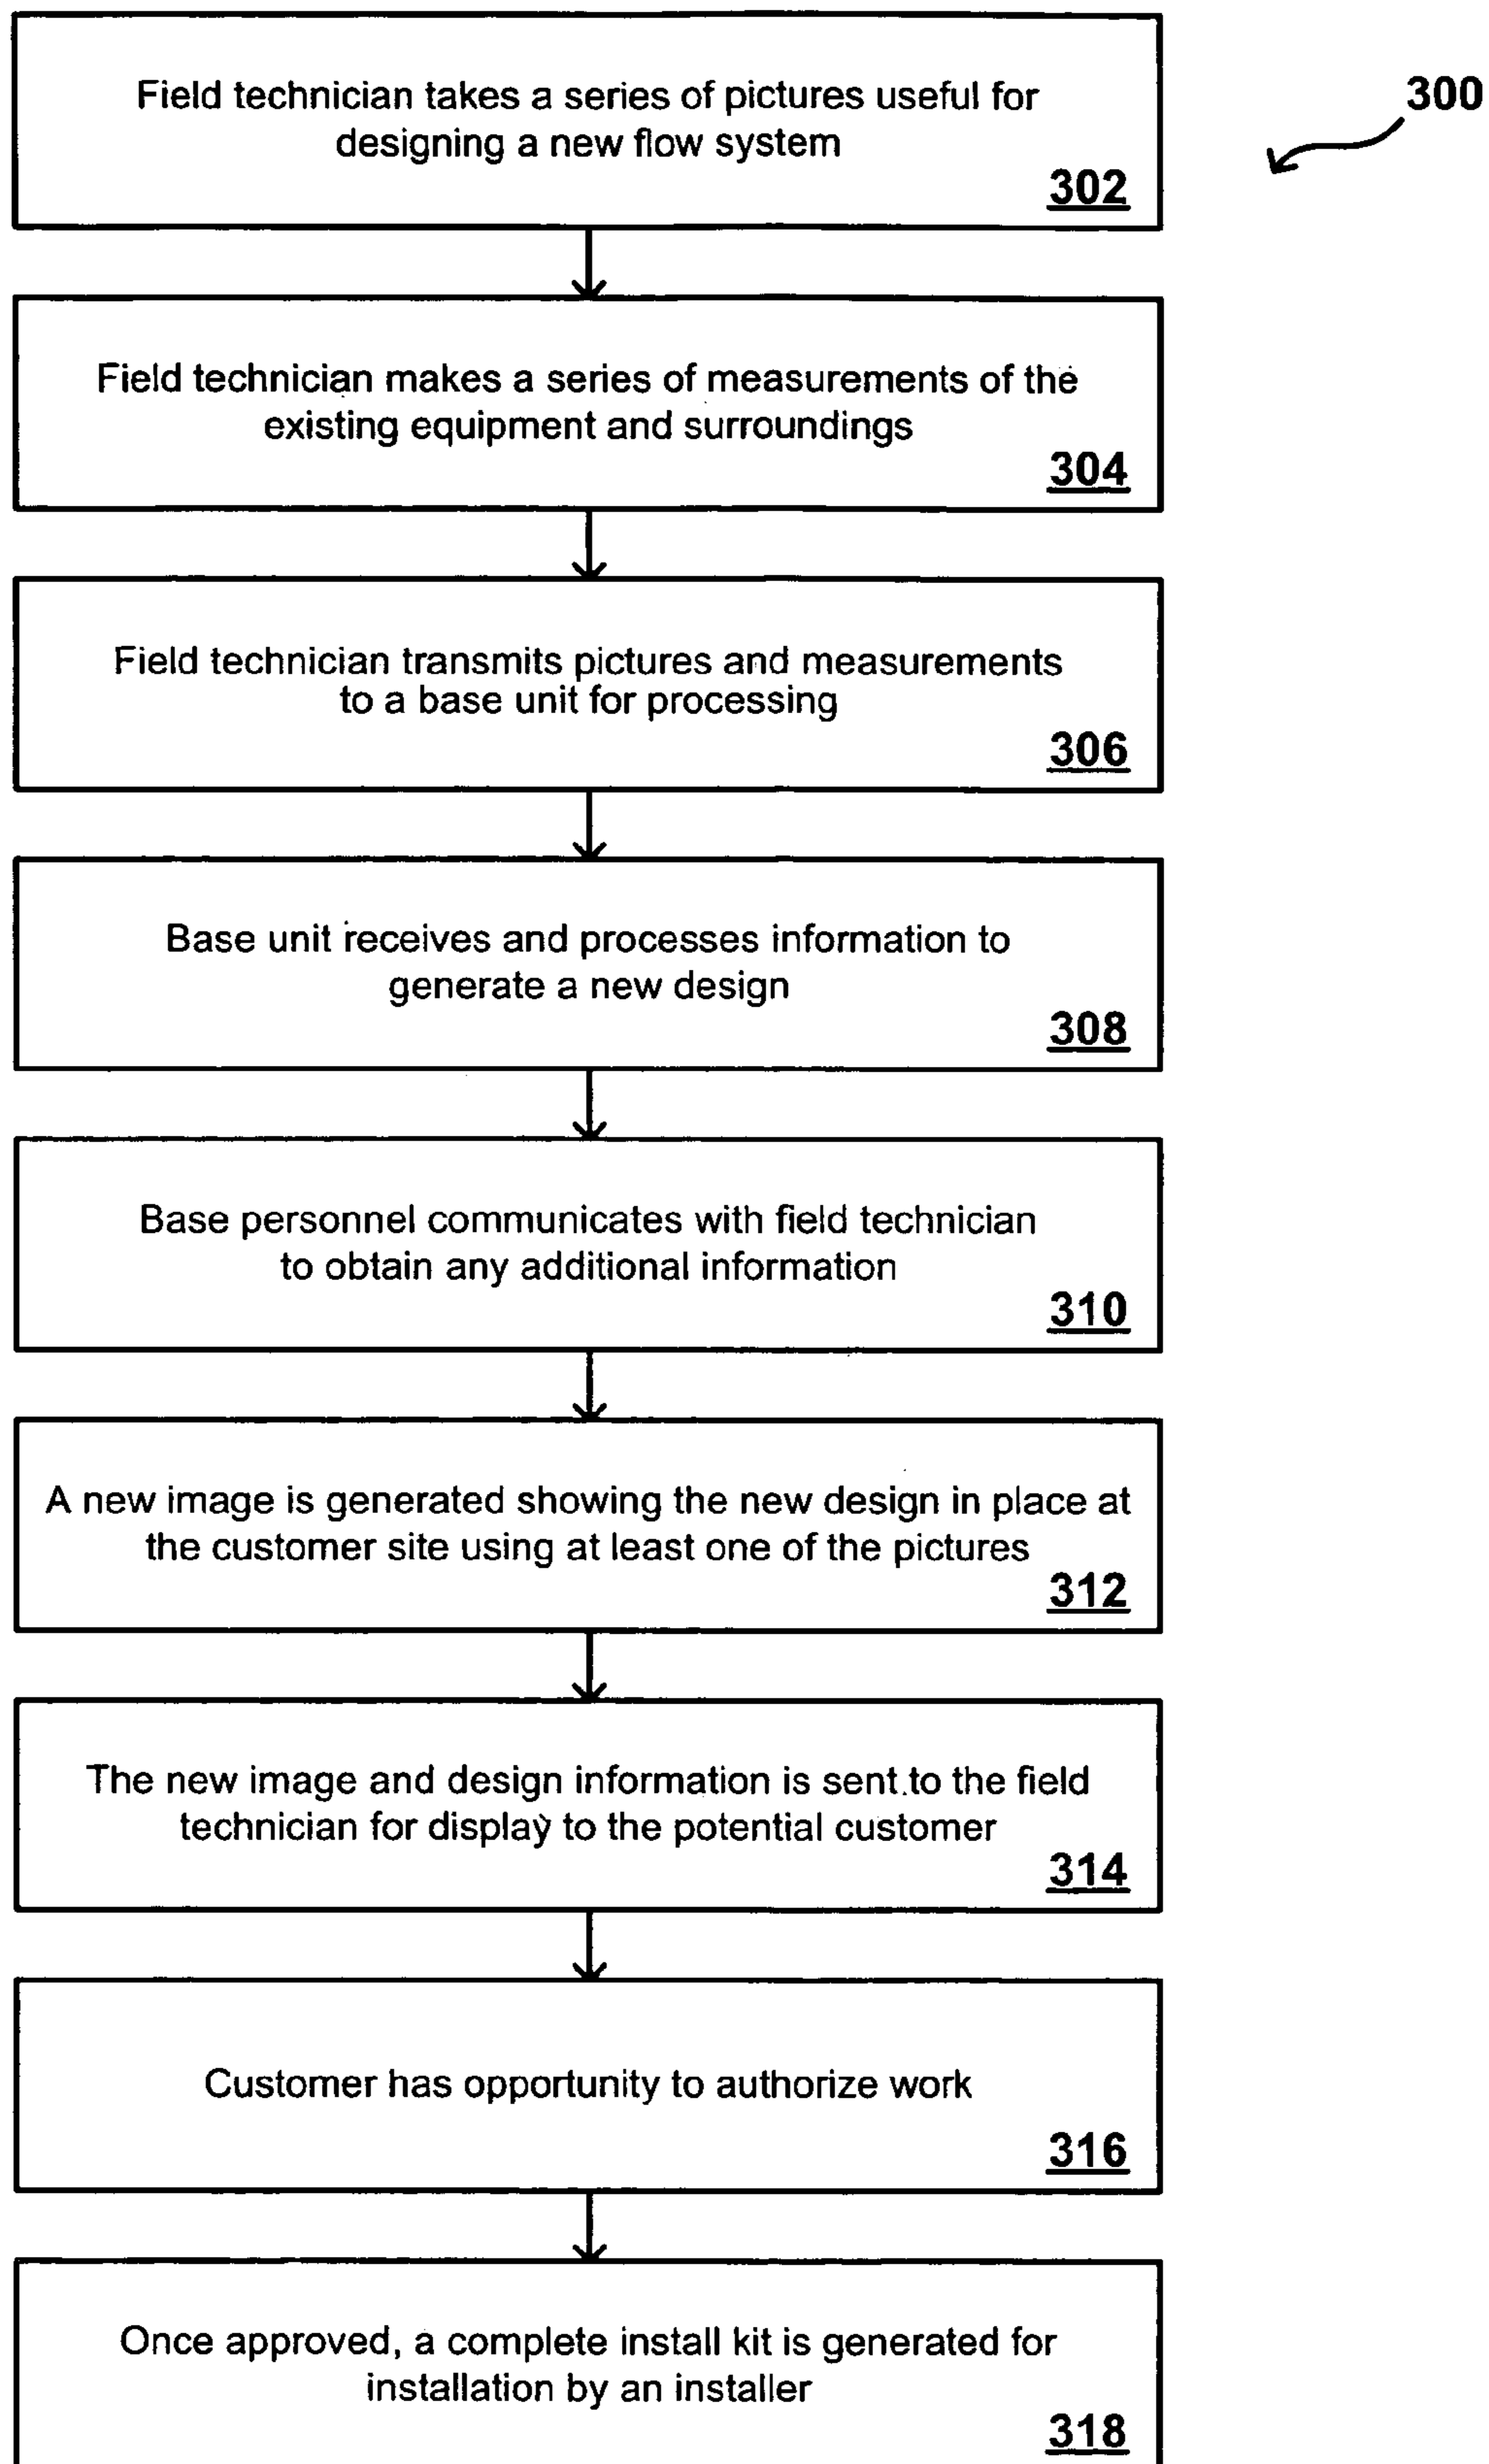 300
Field technician takes a series of pictures useful for
designing a new flow system
302
Field technician makes a series of measurements of the
existing equipment and surroundings
304
Field technician transmits pictures and measurements
to a base unit for processing
306
Base unit receives and processes information to
generate a new design
308
Base personnel communicates with field technician
to obtain any additional information
310
A new image is generated showing the new design in place at
the customer site using at least one of the pictures
312
The new image and design information is sent to the field
technician for display to the potential customer
314
Customer has opportunity to authorize work
316
Once approved, a complete install kit is generated for
installation by an installer
318